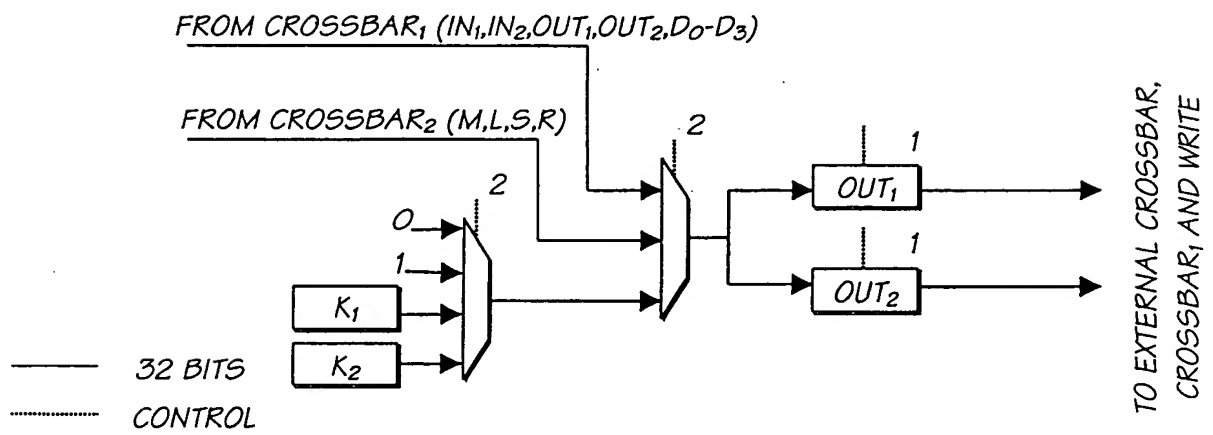 FROM CROSSBAR₁ (IN₁,IN₂,OUT₁,OUT₂,D₀-D₃)
FROM CROSSBAR₂ (M,L,S,R)
2
2
0
1
K₁
K₂
1
OUT₁
1
OUT₂
TO EXTERNAL CROSSBAR,
CROSSBAR₁ AND WRITE
32 BITS
CONTROL